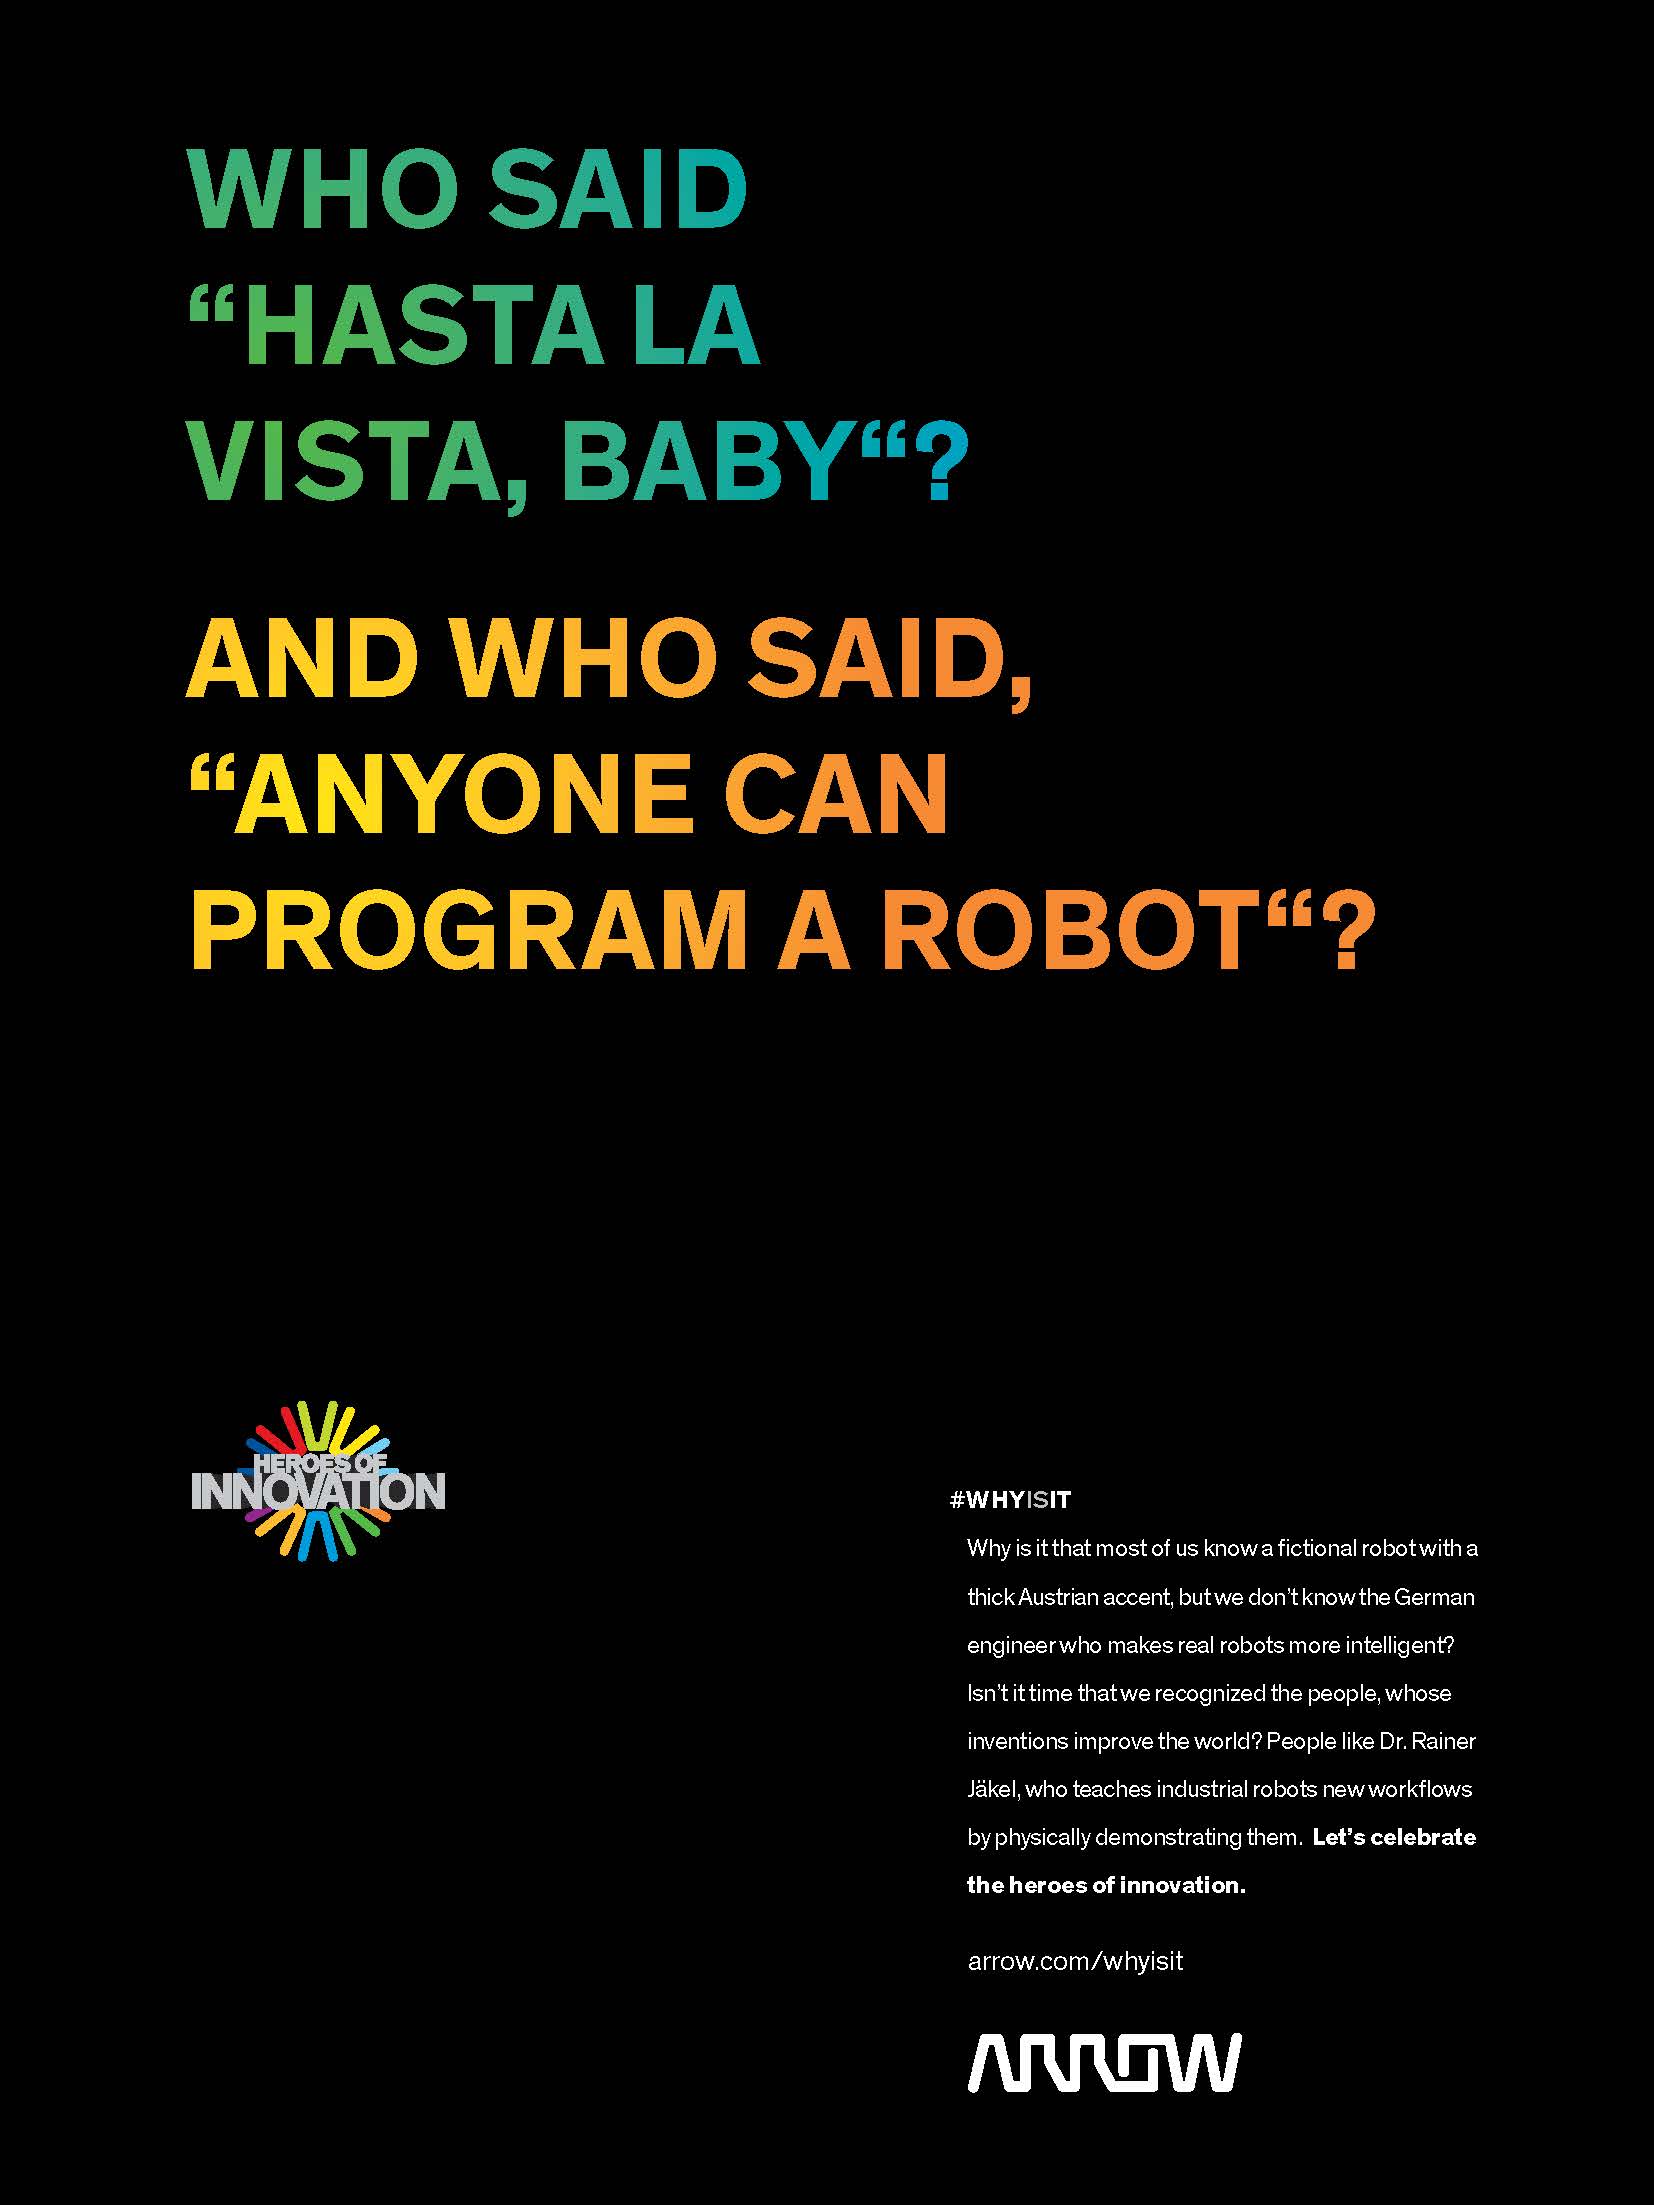 WHO SAID
“HASTA LA
VISTA, BABY“?
AND WHO SAID,
“ANYONE CAN
PROGRAM A ROBOT“?
HEROES OF
INNOVATION
#WHYISIT
Why is it that most of us know a fictional robot with a
thick Austrian accent, but we don’t know the German
engineer who makes real robots more intelligent?
Isn’t it time that we recognized the people, whose
inventions improve the world? People like Dr. Rainer
Jäkel, who teaches industrial robots new workflows
by physically demonstrating them. Let’s celebrate
the heroes of innovation.
arrow.com/whyisit
ARROW